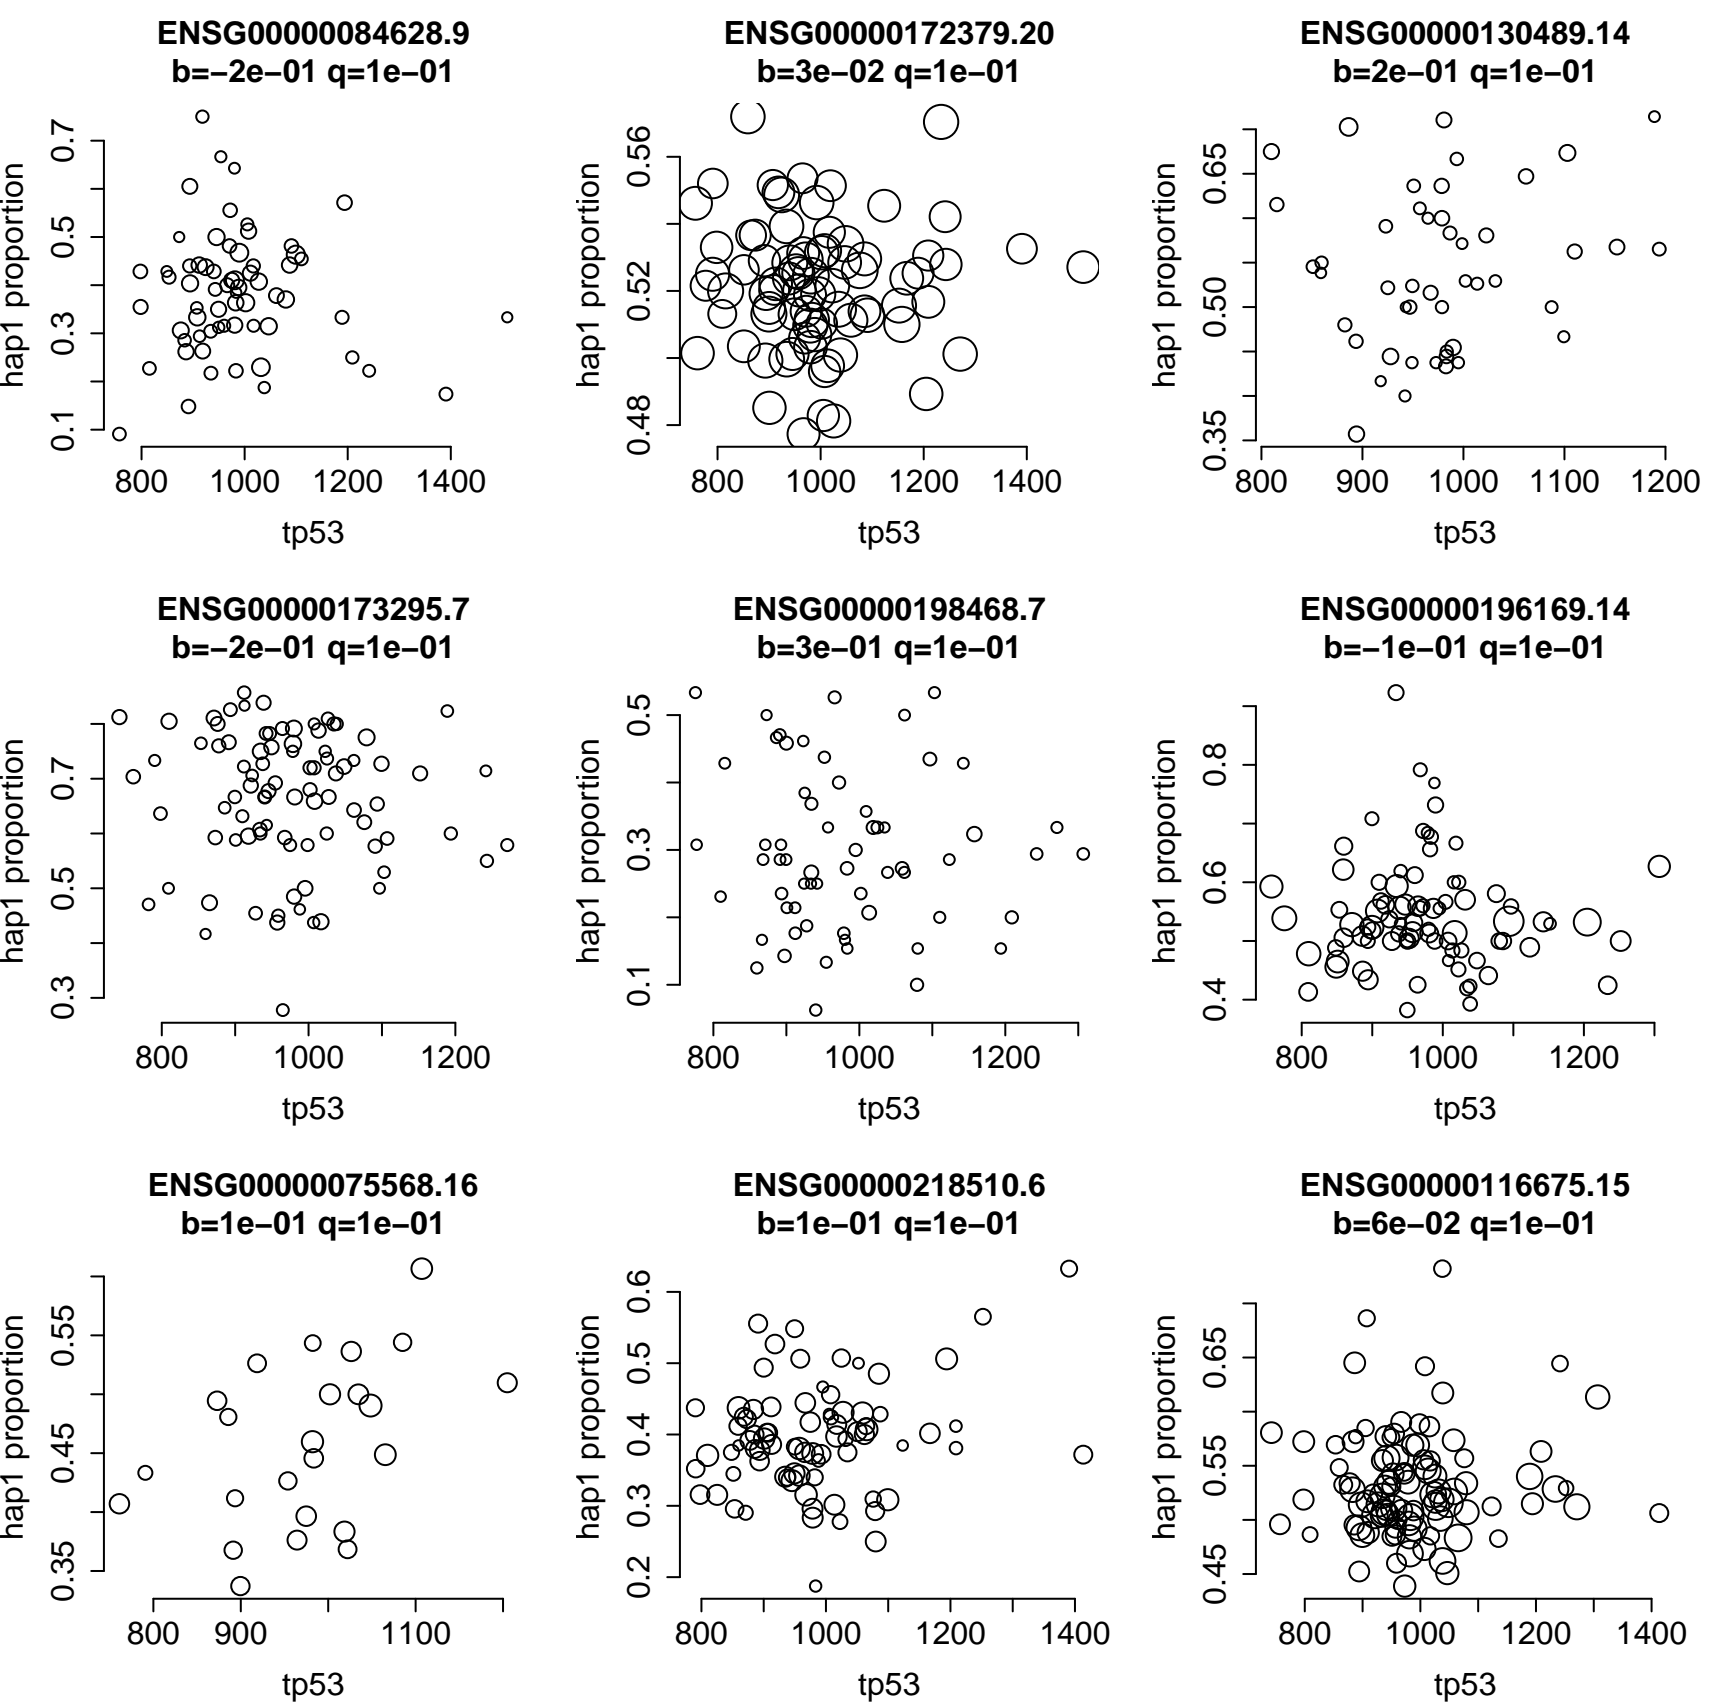 ENSG00000084628.9
b=−2e−01 q=1e−01
hap1 proportion
0.7
0.5
0.3
0.1
800 1000 1200 1400
tp53
ENSG00000172379.20
b=3e−02 q=1e−01
hap1 proportion
0.56
0.52
0.48
800 1000 1200 1400
tp53
ENSG00000130489.14
b=2e−01 q=1e−01
hap1 proportion
0.65
0.50
0.35
800 900 1000 1100 1200
tp53
ENSG00000173295.7
b=−2e−01 q=1e−01
hap1 proportion
0.7
0.5
0.3
800 1000 1200
tp53
ENSG00000198468.7
b=3e−01 q=1e−01
hap1 proportion
0.5
0.3
0.1
800 1000 1200
tp53
ENSG00000196169.14
b=−1e−01 q=1e−01
hap1 proportion
0.8
0.6
0.4
800 1000 1200
tp53
ENSG00000075568.16
b=1e−01 q=1e−01
hap1 proportion
0.55
0.45
0.35
800 900 1100
tp53
ENSG00000218510.6
b=1e−01 q=1e−01
hap1 proportion
0.6
0.5
0.4
0.3
0.2
800 1000 1200 1400
tp53
ENSG00000116675.15
b=6e−02 q=1e−01
hap1 proportion
0.65
0.55
0.45
800 1000 1200 1400
tp53